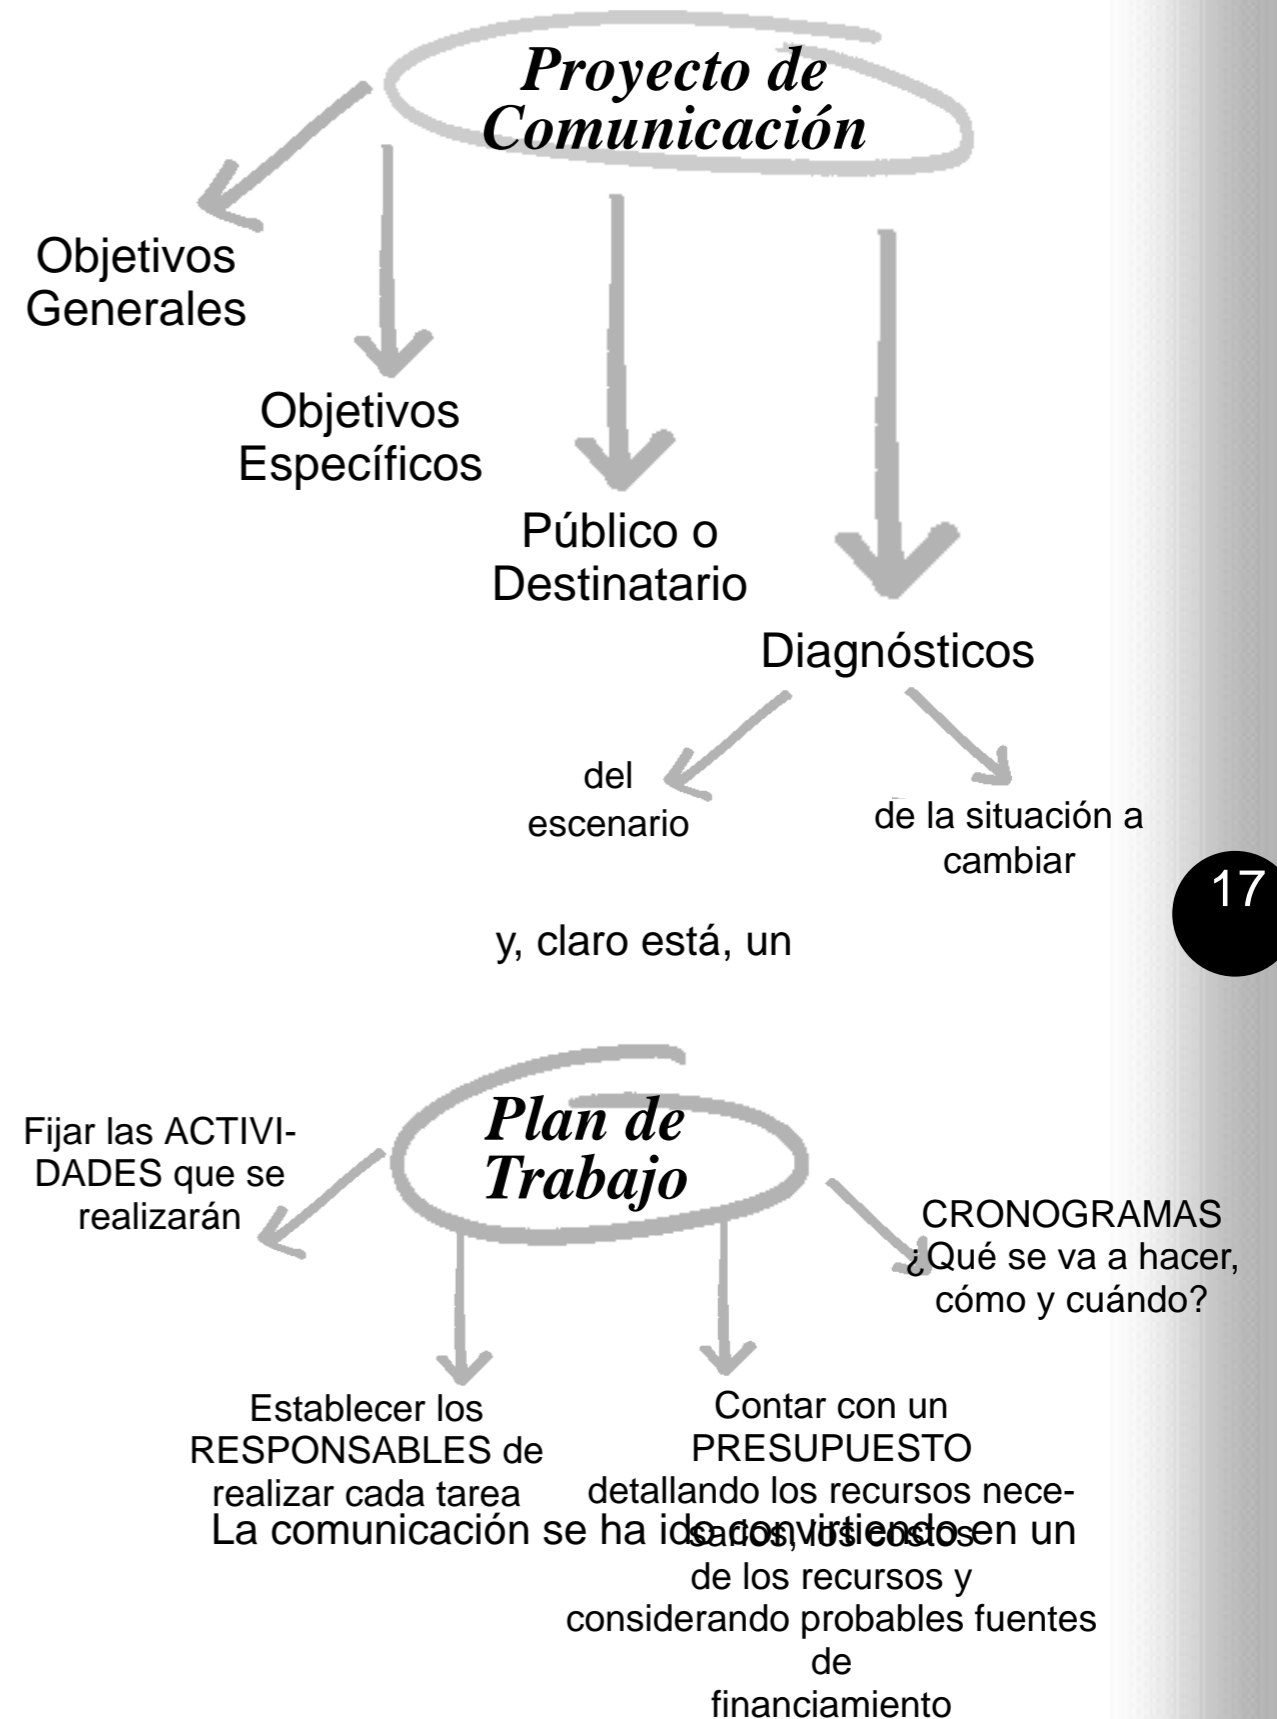 Proyecto de
Comunicación
Objetivos
Generales
Objetivos
Específicos
Público o
Destinatario
Diagnósticos
del
escenario
de la situación a
cambiar
17
y, claro está, un
Plan de
Trabajo
Fijar las ACTIVI-
DADES que se
realizarán
CRONOGRAMAS
¿Qué se va a hacer,
cómo y cuándo?
Establecer los
RESPONSABLES de
realizar cada tarea
Contar con un
PRESUPUESTO
detallando los recursos nece-
sarios, los costos
de los recursos y
considerando probables fuentes
de
financiamiento
La comunicación se ha ido convirtiendo en un